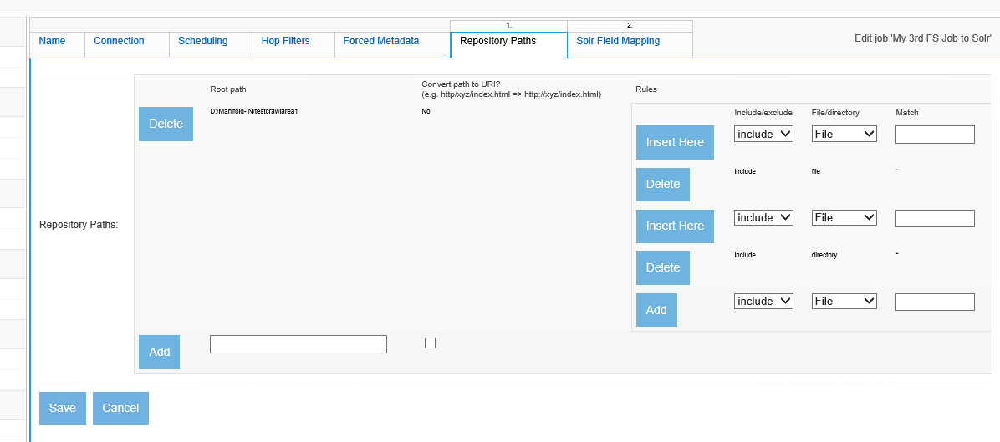 1. 2.
Name Connection Scheduling Hop Filters Forced Metadata Repository Paths Solr Field Mapping Edit job 'My 3rd FS Job to Solr'
Root path Convert path to URI? Rules
(e.g. http/xyz/index.html => http://xyz/index.html)
Delete D:/Manifold-IN/testcrawlarea1 No
Include/exclude File/directory Match
Insert Here include File
Delete include file *
Repository Paths:
Insert Here include File
Delete include directory *
Add include File
Add
Save Cancel